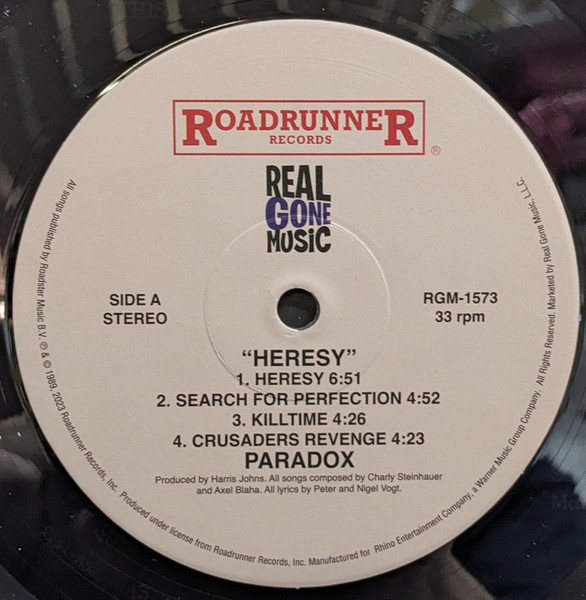 ROADRUNNER
RECORDS
®
REAL
GONE
MUSiC
SIDE A
STEREO
RGM-1573
33 rpm
“HERESY”
1. HERESY 6:51
2. SEARCH FOR PERFECTION 4:52
3. KILLTIME 4:26
4. CRUSADERS REVENGE 4:23
PARADOX
Produced by Harris Johns. All songs composed by Charly Steinhauer
and Axel Blaha. All lyrics by Peter and Nigel Vogt.
All songs published by Roadster Music B.V. ℗ & © 1989, 2023 Roadrunner Records, Inc. Produced under license from Roadrunner Records, Inc. Manufactured for Rhino Entertainment Company, a Warner Music Group Company. All Rights Reserved. Marketed by Real Gone Music, L.L.C.